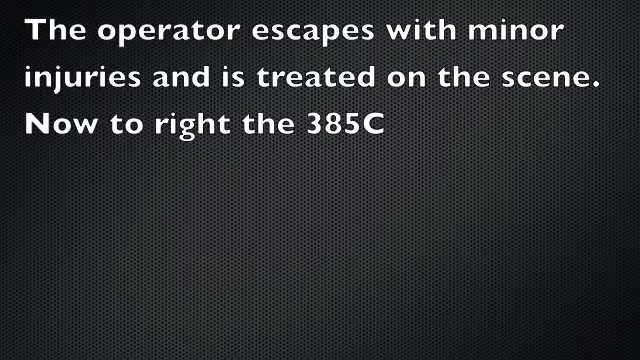 The operator escapes with minor
injuries and is treated on the scene.
Now to right the 385C